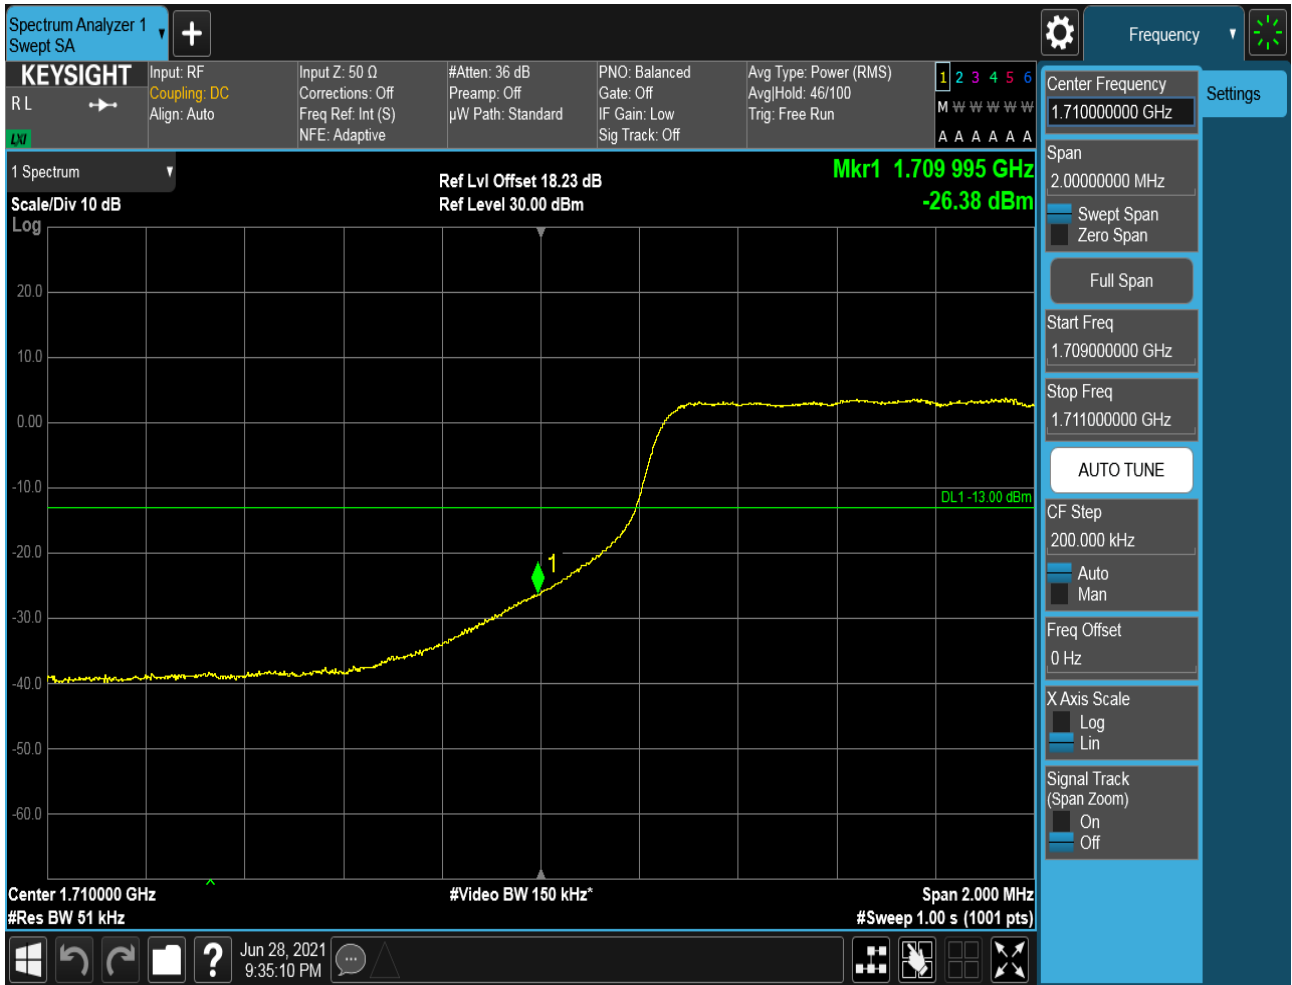 Spectrum Analyzer 1
Swept SA
Frequency
KEYSIGHT
R L
LXI
Input: RF
Coupling: DC
Align: Auto
Input Z: 50 Ω
Corrections: Off
Freq Ref: Int (S)
NFE: Adaptive
#Atten: 36 dB
Preamp: Off
µW Path: Standard
PNO: Balanced
Gate: Off
IF Gain: Low
Sig Track: Off
Avg Type: Power (RMS)
Avg|Hold: 46/100
Trig: Free Run
1 2 3 4 5 6
M W W W W W
A A A A A A
1 Spectrum
Scale/Div 10 dB
Log
Ref Lvl Offset 18.23 dB
Ref Level 30.00 dBm
Mkr1 1.709 995 GHz
-26.38 dBm
20.0
10.0
0.00
-10.0
-20.0
-30.0
-40.0
-50.0
-60.0
DL1 -13.00 dBm
1
Center 1.710000 GHz
#Res BW 51 kHz
#Video BW 150 kHz*
Span 2.000 MHz
#Sweep 1.00 s (1001 pts)
Jun 28, 2021
9:35:10 PM
Center Frequency
1.710000000 GHz
Settings
Span
2.00000000 MHz
Swept Span
Zero Span
Full Span
Start Freq
1.709000000 GHz
Stop Freq
1.711000000 GHz
AUTO TUNE
CF Step
200.000 kHz
Auto
Man
Freq Offset
0 Hz
X Axis Scale
Log
Lin
Signal Track
(Span Zoom)
On
Off